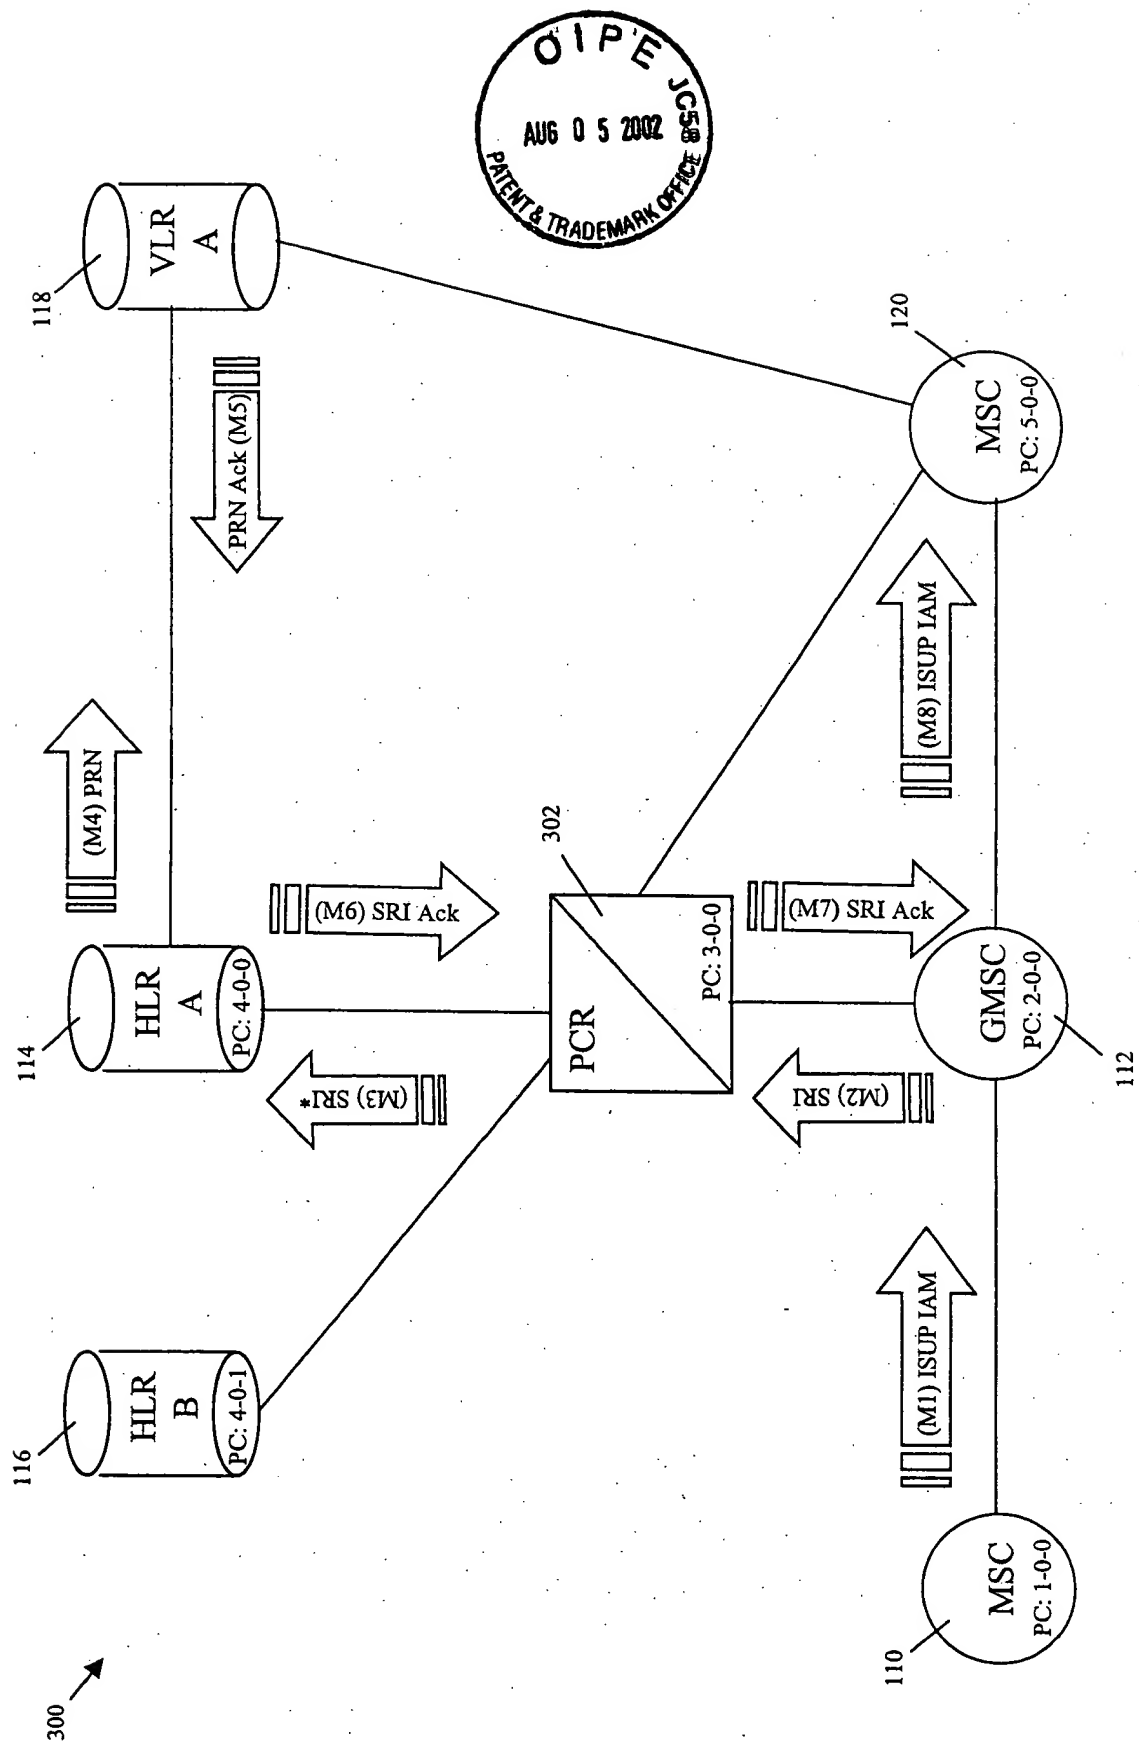 300
116
HLR
B
PC: 4-0-1
114
HLR
A
PC: 4-0-0
118
VLR
A
(M4) PRN
PRN Ack (M5)
(M3) SRI*
(M6) SRI Ack
PCR
302
PC: 3-0-0
(M2) SRI
(M7) SRI Ack
110
MSC
PC: 1-0-0
(M1) ISUP IAM
GMSC
PC: 2-0-0
112
(M8) ISUP IAM
120
MSC
PC: 5-0-0
OIPE JC58
AUG 05 2002
PATENT & TRADEMARK OFFICE